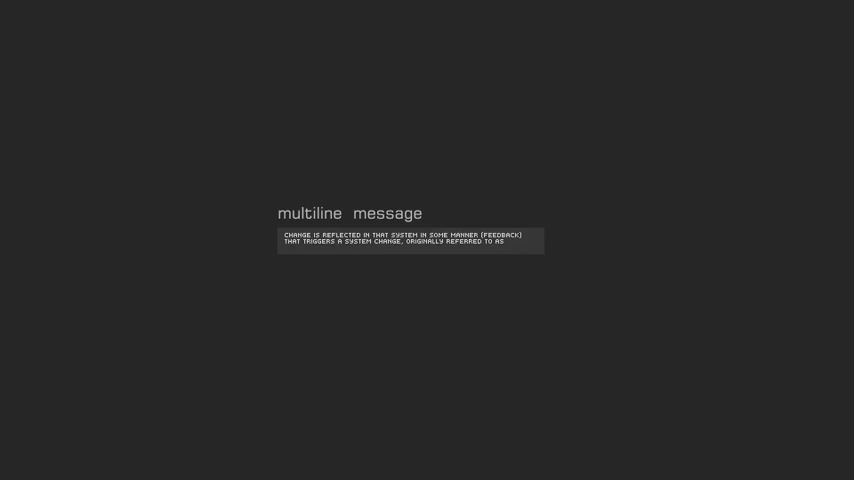 multiline message
CHANGE IS REFLECTED IN THAT SYSTEM IN SOME MANNER (FEEDBACK)
THAT TRIGGERS A SYSTEM CHANGE, ORIGINALLY REFERRED TO AS